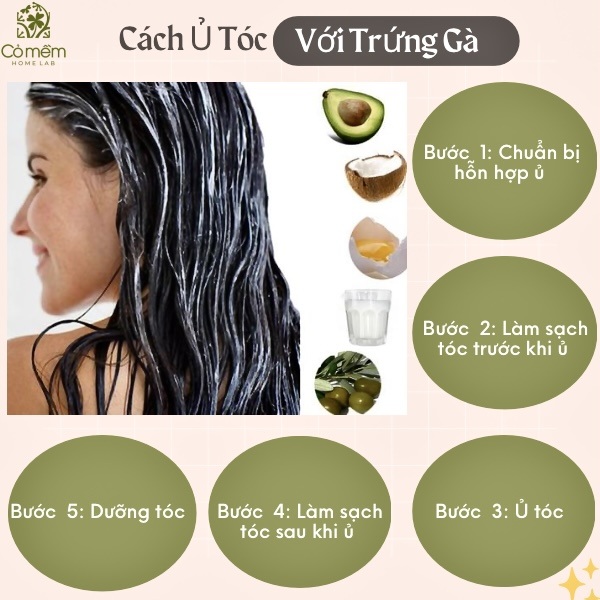 Cỏ mềm
HOME LAB
Cách Ủ Tóc Với Trứng Gà
Bước 1: Chuẩn bị
hỗn hợp ủ
Bước 2: Làm sạch
tóc trước khi ủ
Bước 3: Ủ tóc
Bước 4: Làm sạch
tóc sau khi ủ
Bước 5: Dưỡng tóc